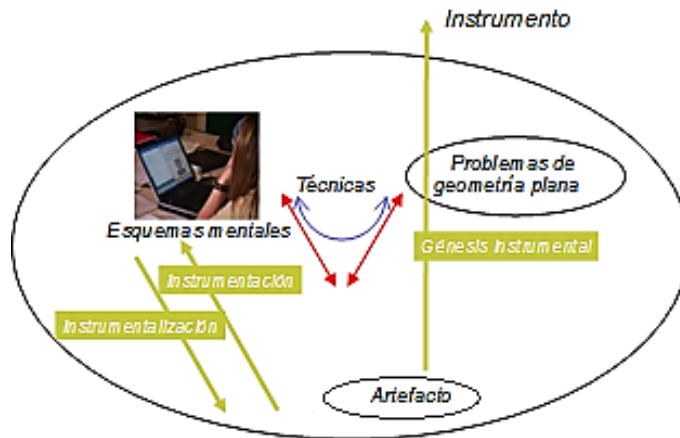 Instrumento
Problemas de
geometría plana
Técnicas
Esquemas mentales
Génesis Instrumental
Instrumentación
Instrumentalización
Artefacto